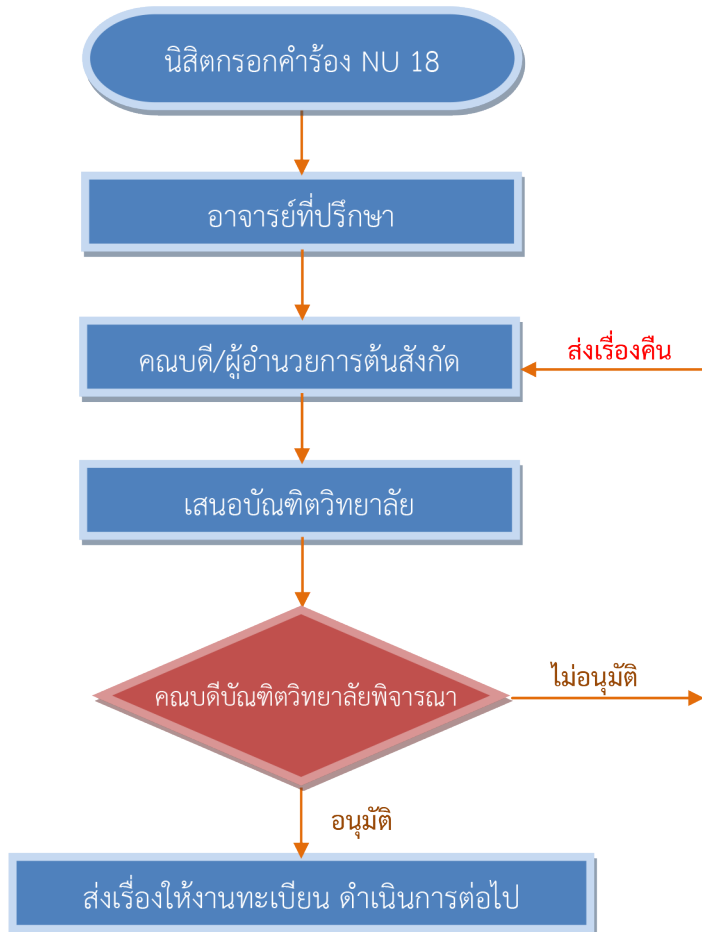 นิสิตกรอกคำร้อง NU 18
อาจารย์ที่ปรึกษา
คณบดี/ผู้อำนวยการต้นสังกัด
ส่งเรื่องคืน
เสนอบัณฑิตวิทยาลัย
คณบดีบัณฑิตวิทยาลัยพิจารณา
ไม่อนุมัติ
อนุมัติ
ส่งเรื่องให้งานทะเบียน ดำเนินการต่อไป